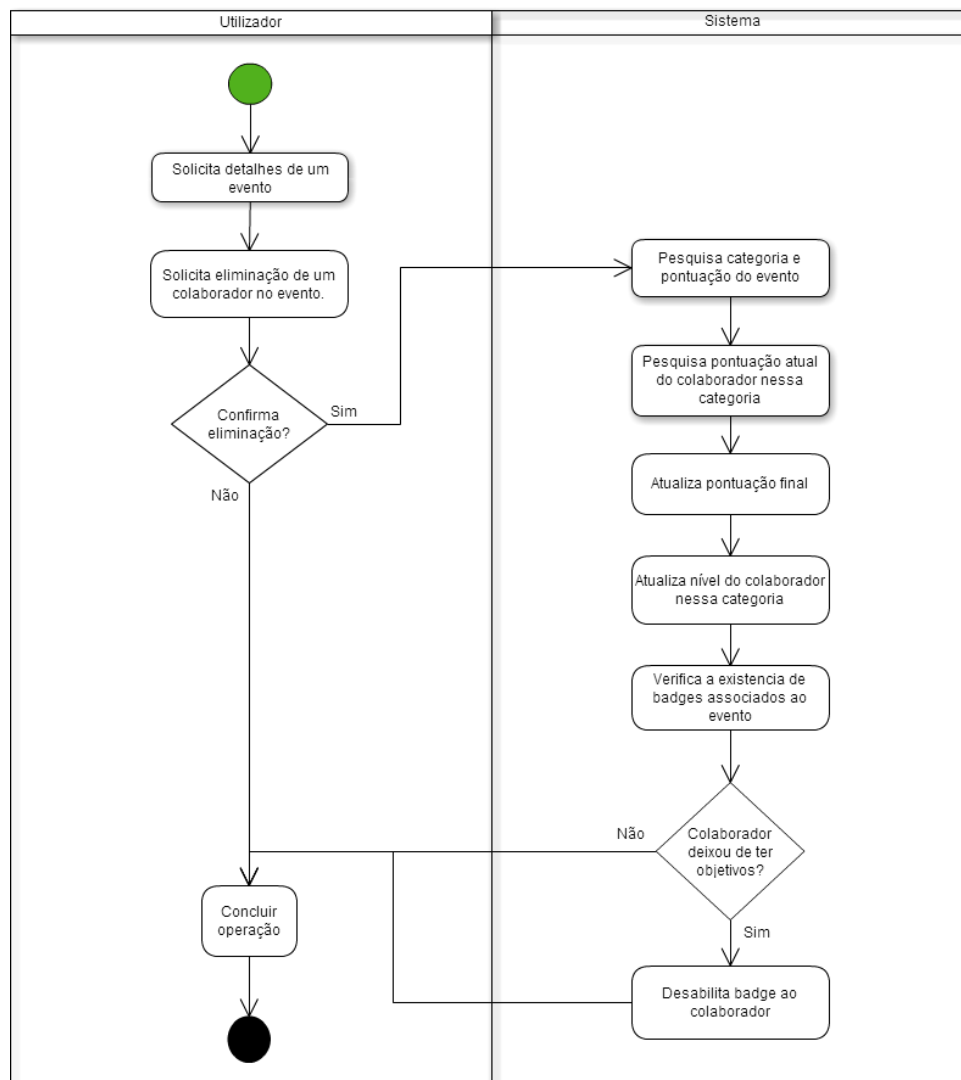 Utilizador
Sistema
Solicita detalhes de um
evento
Solicita eliminação de um
colaborador no evento.
Confirma
eliminação?
Sim
Não
Pesquisa categoria e
pontuação do evento
Pesquisa pontuação atual
do colaborador nessa
categoria
Atualiza pontuação final
Atualiza nível do colaborador
nessa categoria
Verifica a existencia de
badges associados ao
evento
Colaborador
deixou de ter
objetivos?
Não
Sim
Desabilita badge ao
colaborador
Concluir
operação